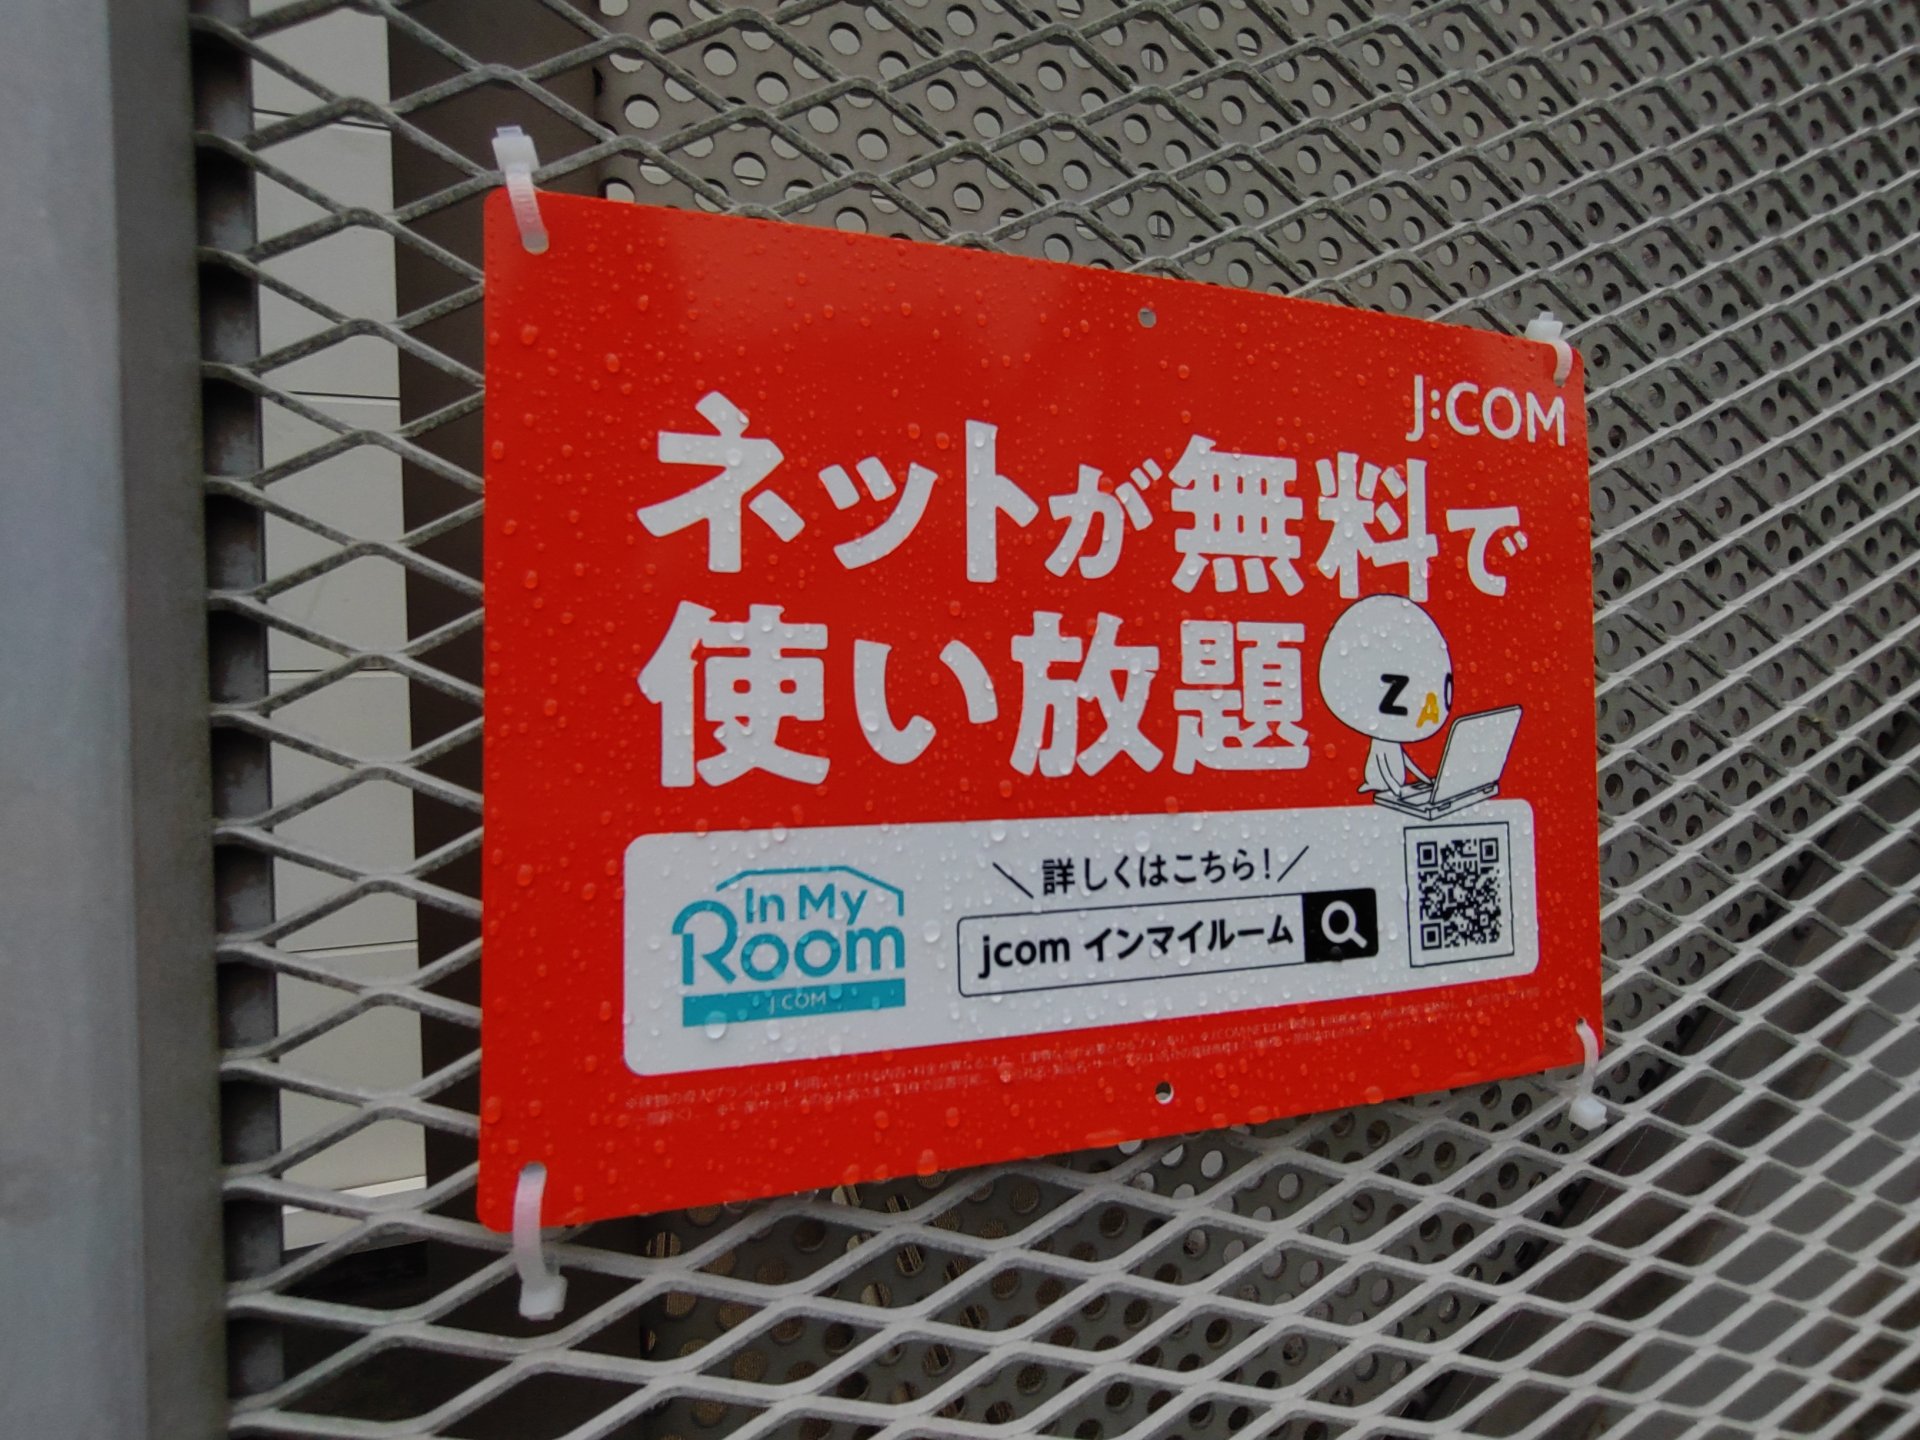 J:COM
ネットが無料で
使い放題
ZA
In My
Room
J:COM
＼ 詳しくはこちら！／
jcom インマイルーム